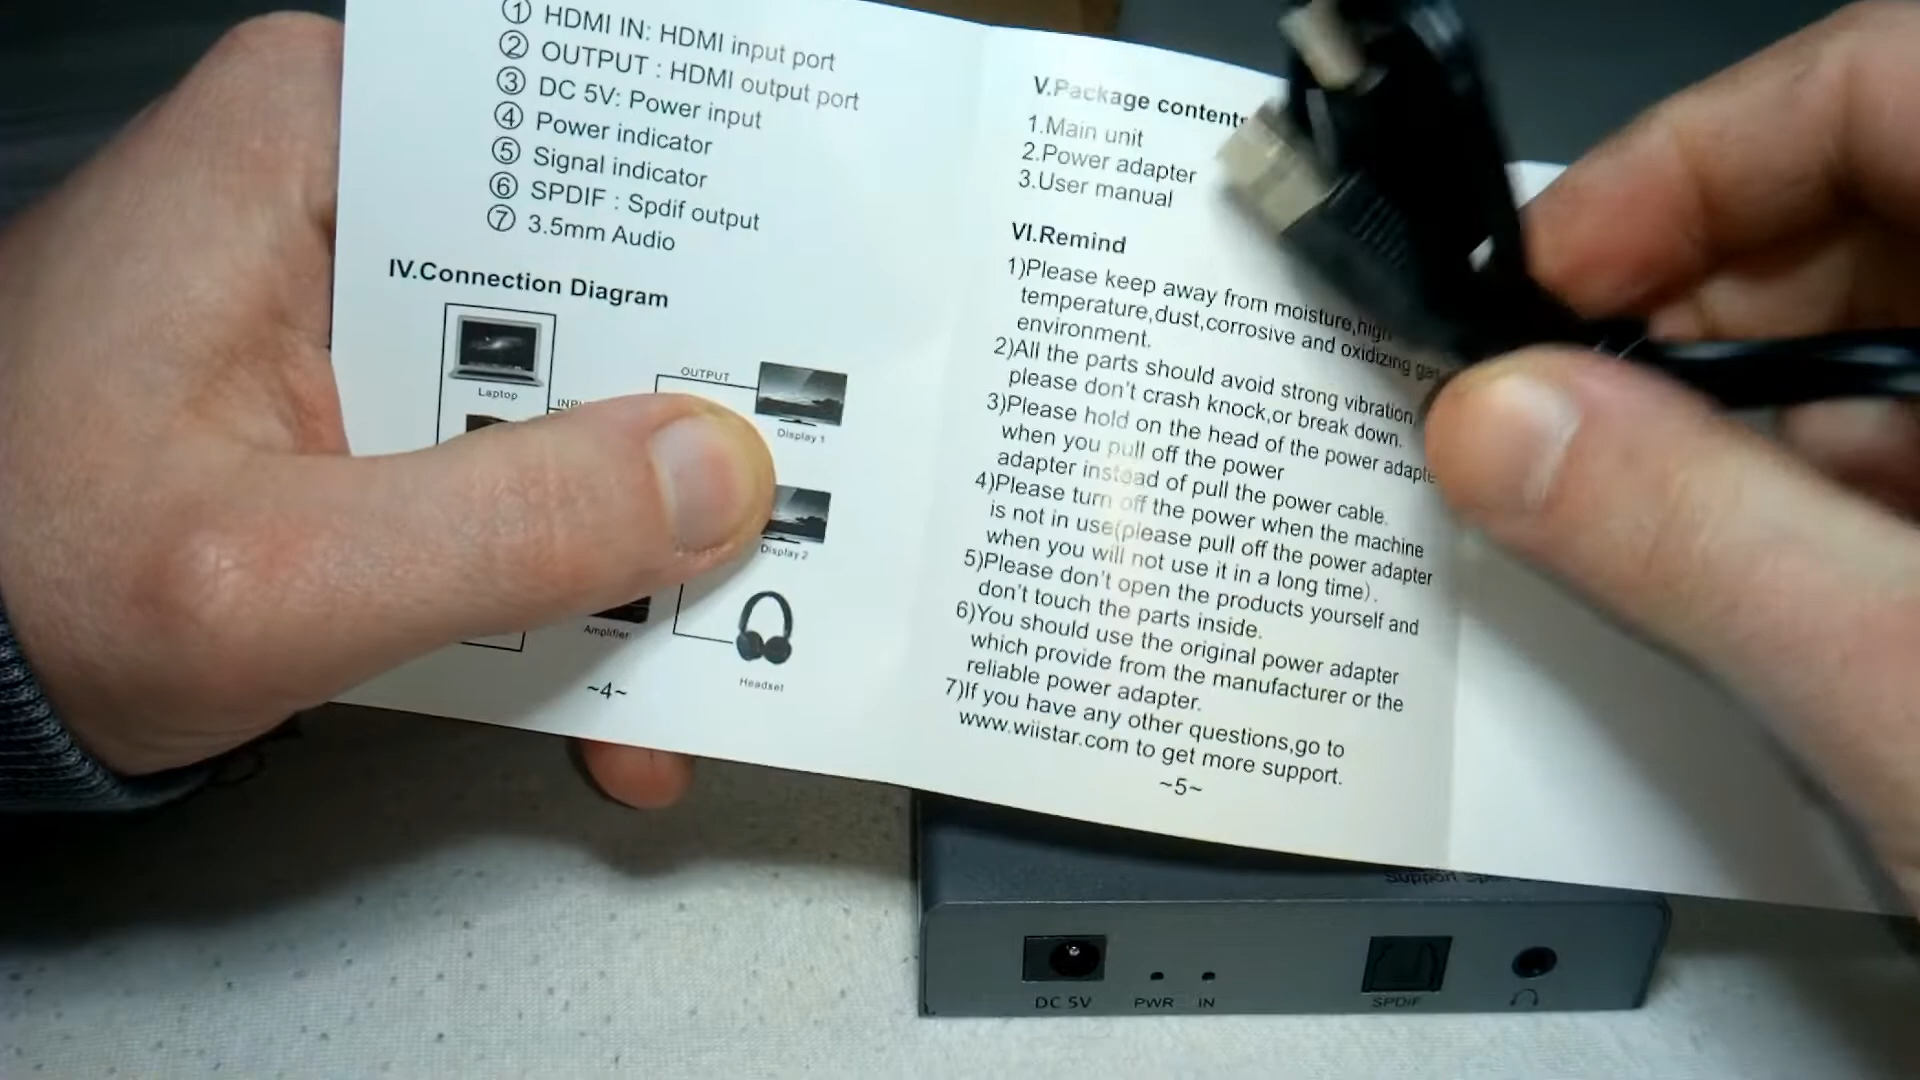 ① HDMI IN: HDMI input port
② OUTPUT : HDMI output port
③ DC 5V: Power input
④ Power indicator
⑤ Signal indicator
⑥ SPDIF : Spdif output
⑦ 3.5mm Audio
IV.Connection Diagram
Laptop
OUTPUT
Display 1
Display 2
Amplifier
Headset
~4~
V.Package contents
1.Main unit
2.Power adapter
3.User manual
VI.Remind
1)Please keep away from moisture,high
temperature,dust,corrosive and oxidizing
environment.
2)All the parts should avoid strong vibration,
please don't crash knock,or break down.
3)Please hold on the head of the power
when you pull off the power
adapter instead of pull the power cable.
4)Please turn off the power when the machine
is not in use(please pull off the power adapter
when you will not use it in a long time).
5)Please don't open the products yourself and
don't touch the parts inside.
6)You should use the original power adapter
which provide from the manufacturer or the
reliable power adapter.
7)If you have any other questions,go to
www.wiistar.com to get more support.
~5~
Support
DC 5V PWR IN SPDIF